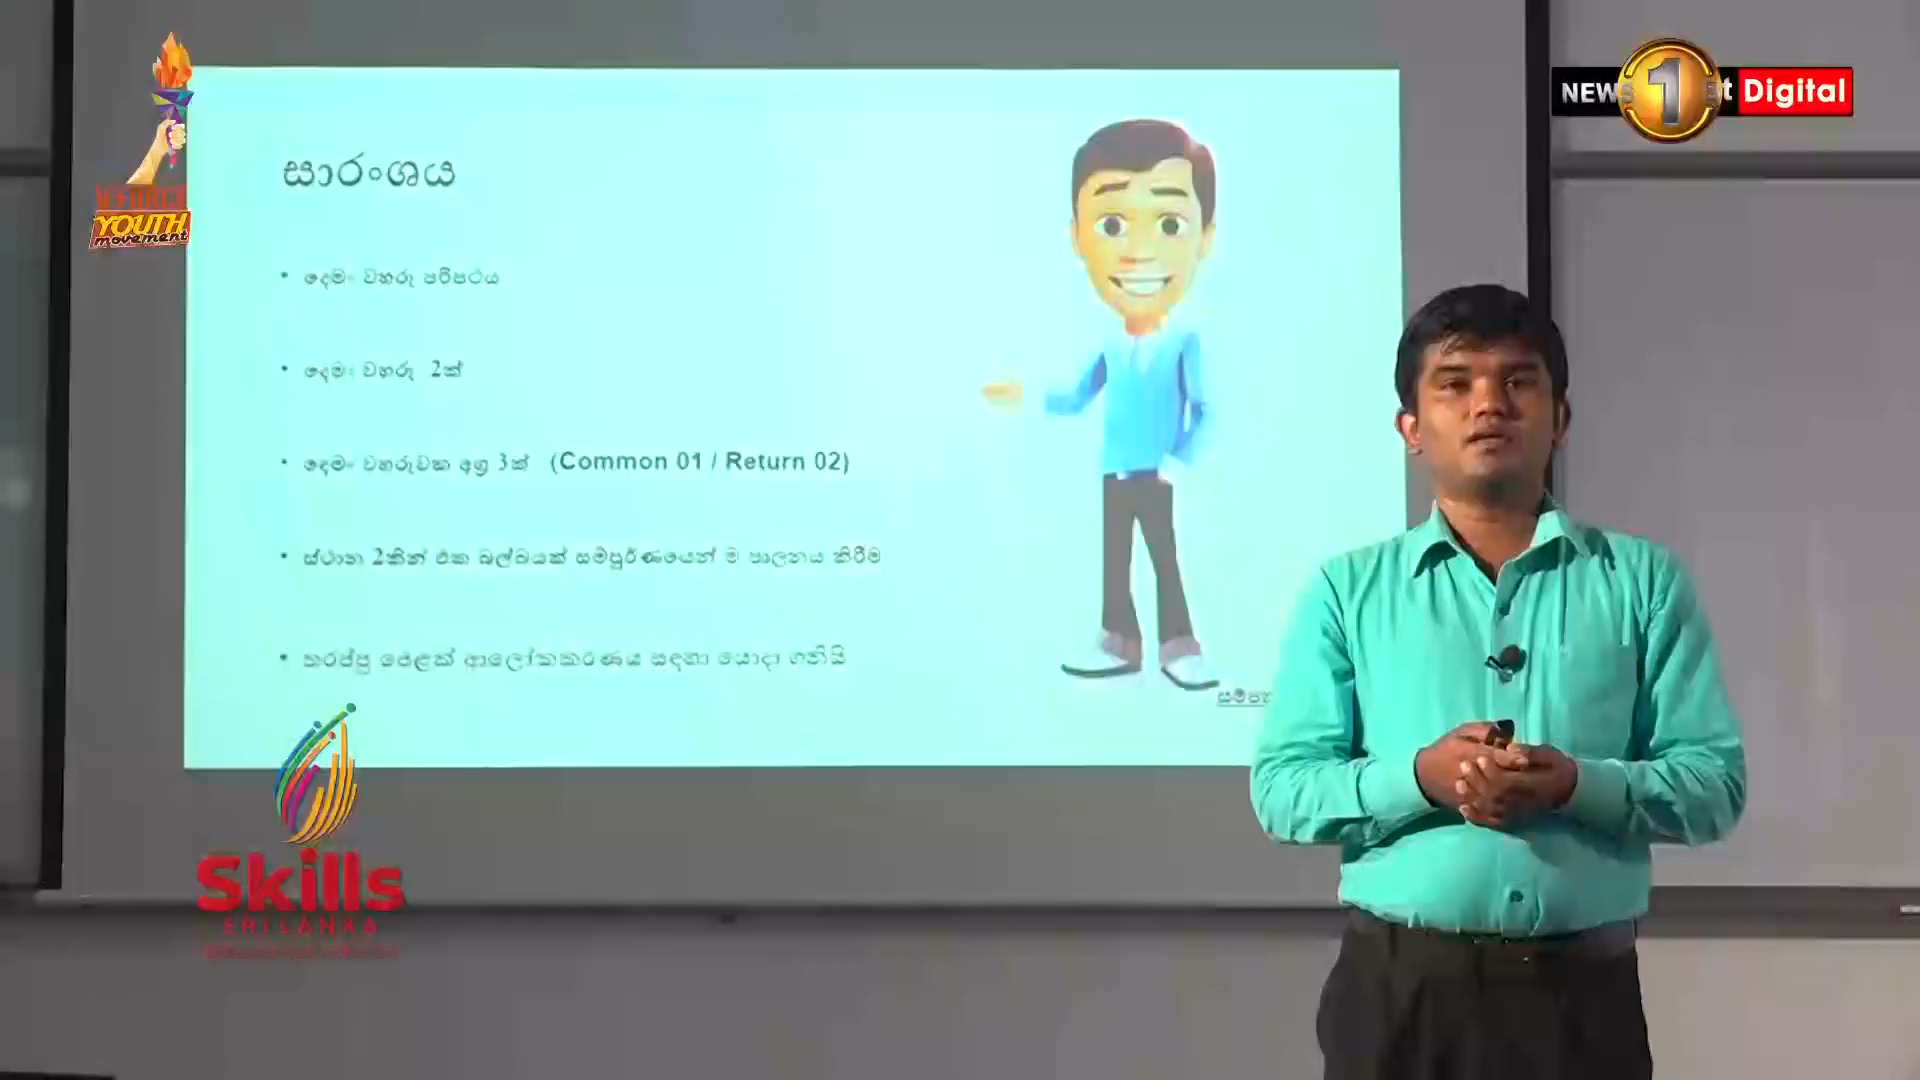 NEWS 1st Digital
YOUTH
movement
සාරාංශය
• දෙමං වහරු පරිපථය
• දෙමං වහරු 2ක්
• දෙමං වහරුවක අග්‍ර 3ක් (Common 01 / Return 02)
• ස්ථාන 2කින් එක බල්බයක් සම්පූර්ණයෙන් ම පාලනය කිරීම
• තරප්පු පෙළක් ආලෝකකරණය සඳහා යොදා ගනියි
Skills
SRI LANKA